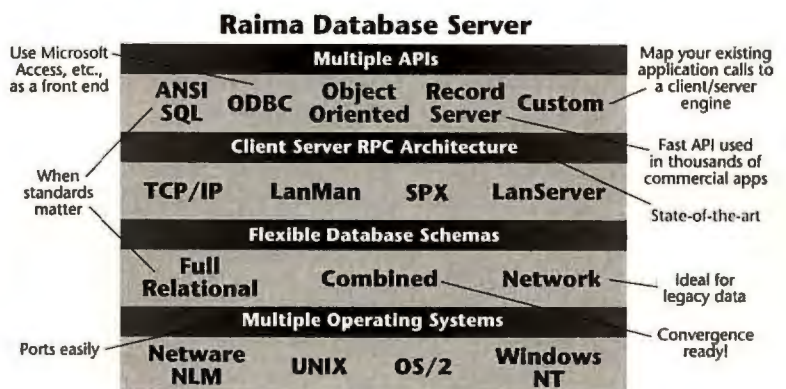 Raima Database Server
Use Microsoft
Access, etc.,
as a front end
Multiple APIs
ANSI
SQL
ODBC
Object
Oriented
Record
Server
Custom
Map your existing
application calls to
a client/server
engine
Client Server RPC Architecture
Fast API used
in thousands of
commercial apps
When
standards
matter
TCP/IP LanMan SPX LanServer
State-of-the-art
Flexible Database Schemas
Full
Relational
Combined
Network
Ideal for
legacy data
Multiple Operating Systems
Convergence
ready!
Ports easily
Netware
NLM
UNIX
OS/2
Windows
NT